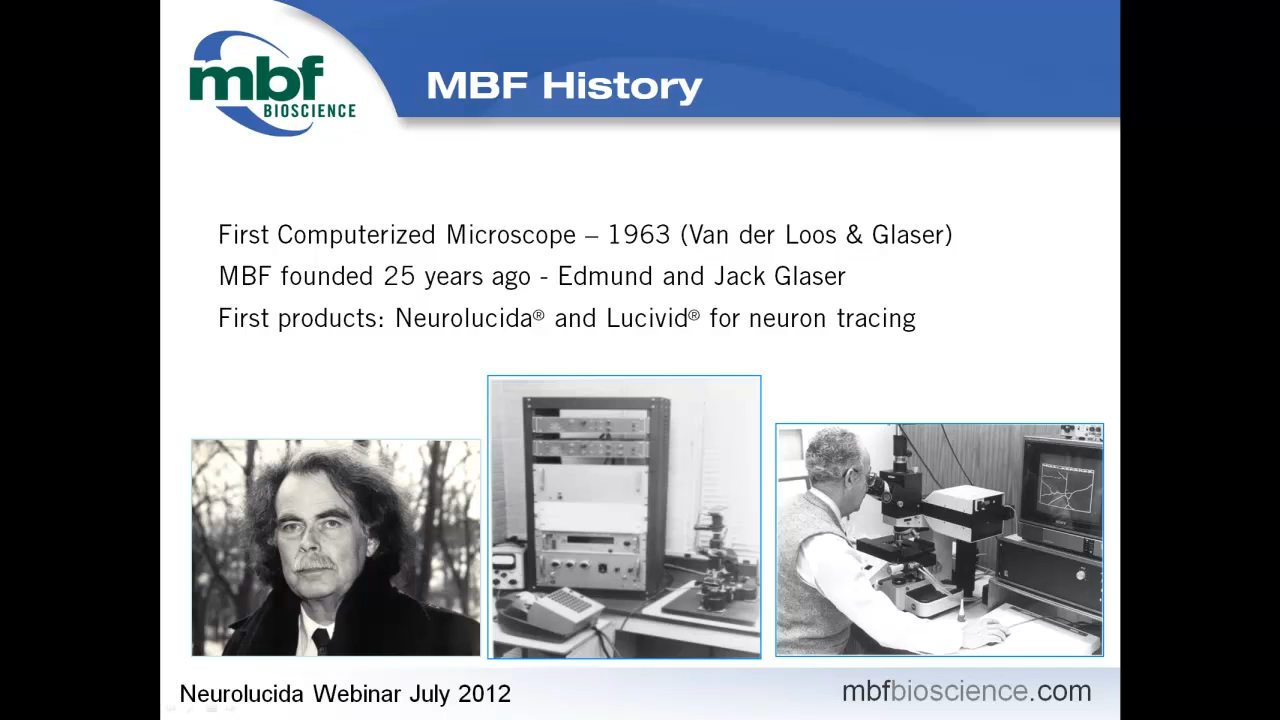 mbf
BIOSCIENCE
MBF History
First Computerized Microscope – 1963 (Van der Loos & Glaser)
MBF founded 25 years ago - Edmund and Jack Glaser
First products: Neurolucida® and Lucivid® for neuron tracing
Neurolucida Webinar July 2012
mbfbioscience.com